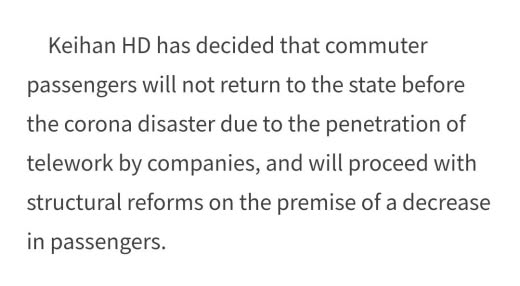 Keihan HD has decided that commuter
passengers will not return to the state before
the corona disaster due to the penetration of
telework by companies, and will proceed with
structural reforms on the premise of a decrease
in passengers.